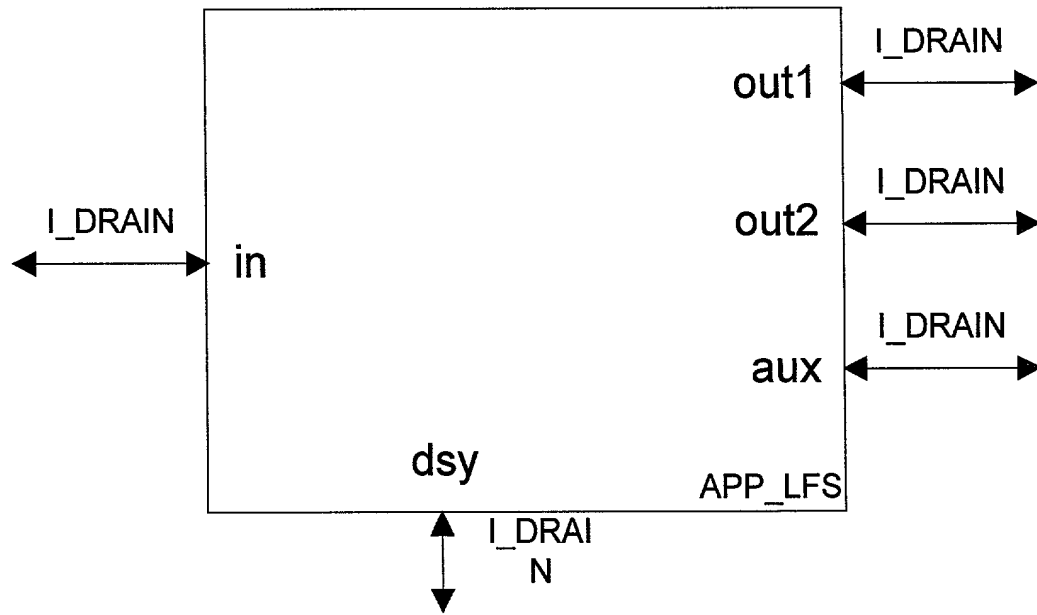 I_DRAIN
out1
I_DRAIN
out2
I_DRAIN
in
I_DRAIN
aux
dsy
APP_LFS
I_DRAI
N